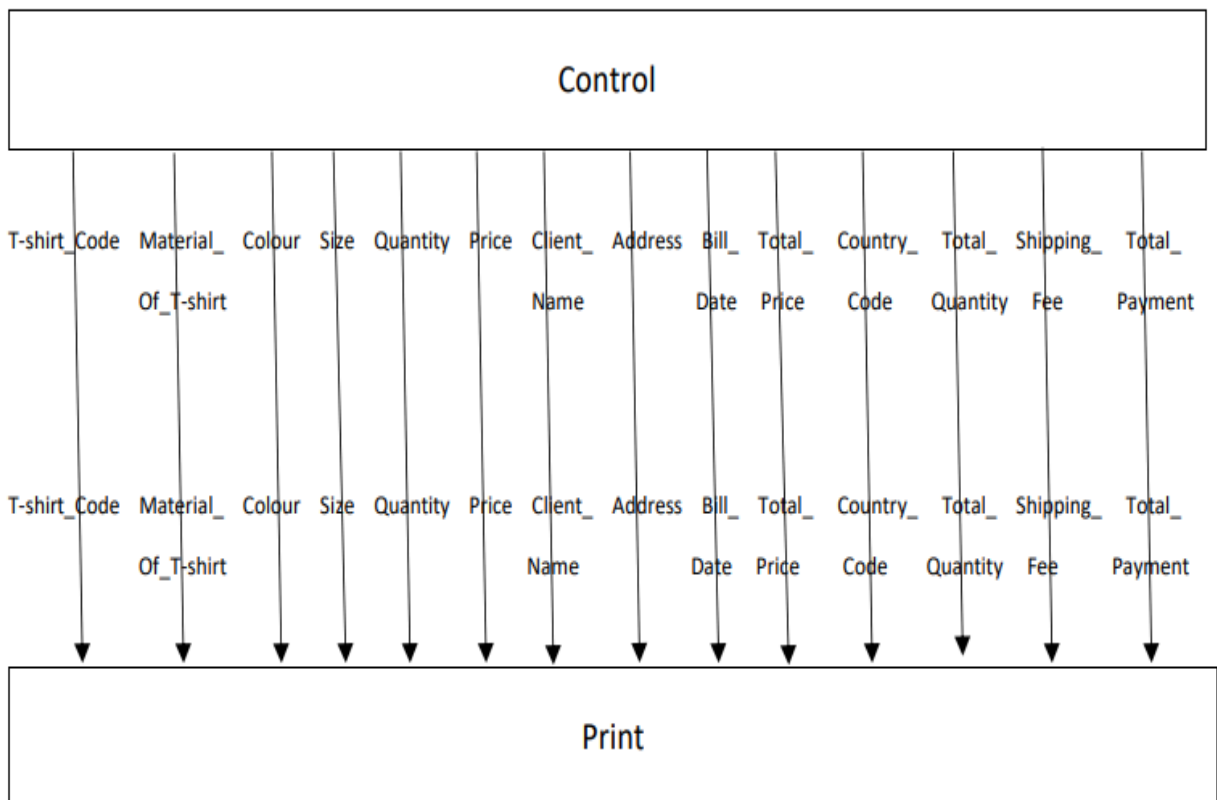 Control
T-shirt_Code Material_ Colour Size Quantity Price Client_ Address Bill_ Total_ Country_ Total_ Shipping_ Total_
Of_T-shirt Name Date Price Code Quantity Fee Payment
T-shirt_Code Material_ Colour Size Quantity Price Client_ Address Bill_ Total_ Country_ Total_ Shipping_ Total_
Of_T-shirt Name Date Price Code Quantity Fee Payment
Print